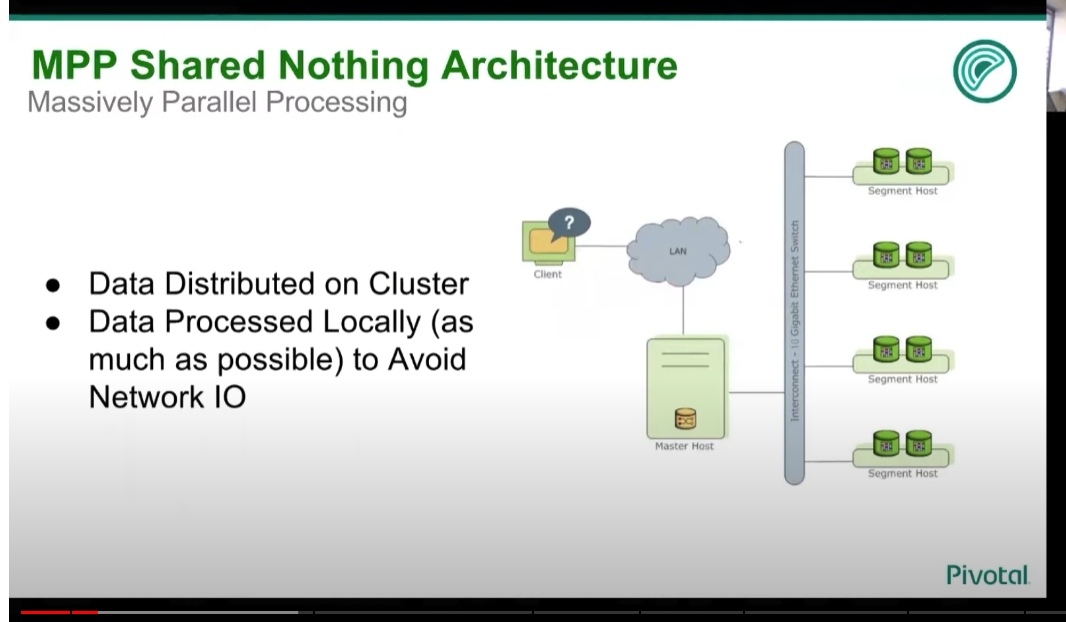 MPP Shared Nothing Architecture
Massively Parallel Processing
● Data Distributed on Cluster
● Data Processed Locally (as
much as possible) to Avoid
Network IO
?
Client
LAN
Master Host
Interconnect - 10 Gigabit Ethernet Switch
Segment Host
Segment Host
Segment Host
Segment Host
Pivotal